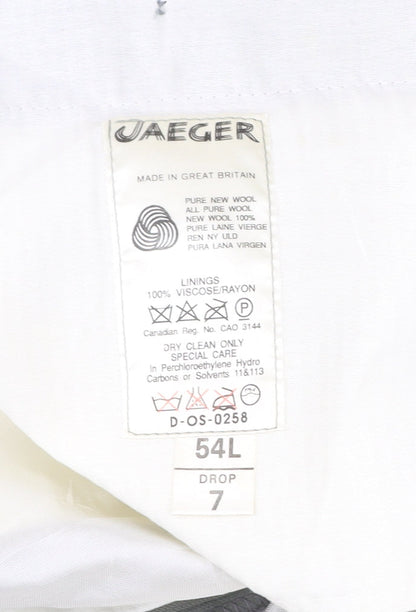 JAEGER
MADE IN GREAT BRITAIN
PURE NEW WOOL
ALL PURE WOOL
NEW WOOL 100%
PURE LAINE VIERGE
REN NY ULD
PURA LANA VIRGEN
LININGS
100% VISCOSE/RAYON
P
Canadian Reg. No. CAO 3144
DRY CLEAN ONLY
SPECIAL CARE
in Perchloroethylene Hydro
Carbons or Solvents 11&113
D-OS-0258
54L
DROP
7